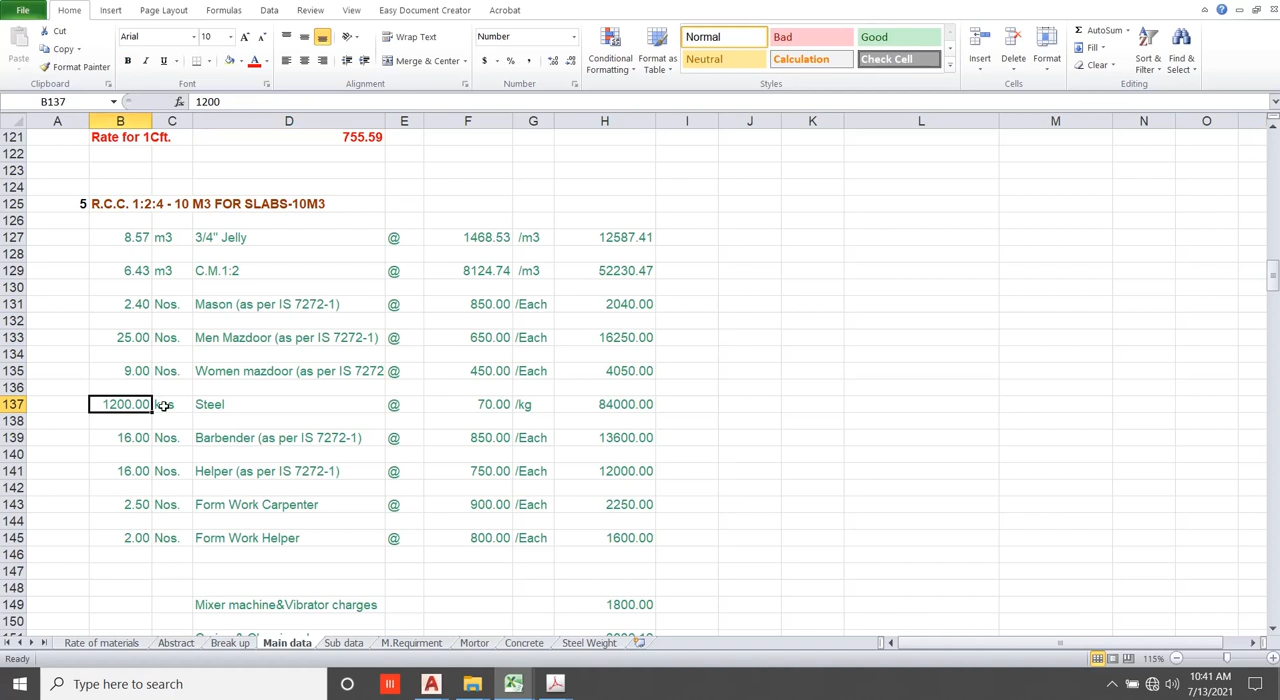 File Home Insert Page Layout Formulas Data Review View Easy Document Creator Acrobat
Paste Cut Copy Format Painter Arial 10 A A B I U A Wrap Text Merge & Center Number $ % , Conditional Formatting Format as Table Normal Bad Good Neutral Calculation Check Cell Insert Delete Format Σ AutoSum Fill Clear Sort & Filter Find & Select
Clipboard Font Alignment Number Styles Cells Editing
B137 fx 1200
A B C D E F G H I J K L M N O
121 Rate for 1Cft. 755.59
122
123
124
125 5 R.C.C. 1:2:4 - 10 M3 FOR SLABS-10M3
126
127 8.57 m3 3/4" Jelly @ 1468.53 /m3 12587.41
128
129 6.43 m3 C.M.1:2 @ 8124.74 /m3 52230.47
130
131 2.40 Nos. Mason (as per IS 7272-1) @ 850.00 /Each 2040.00
132
133 25.00 Nos. Men Mazdoor (as per IS 7272-1) @ 650.00 /Each 16250.00
134
135 9.00 Nos. Women mazdoor (as per IS 7272 @ 450.00 /Each 4050.00
136
137 1200.00 Steel @ 70.00 /kg 84000.00
138
139 16.00 Nos. Barbender (as per IS 7272-1) @ 850.00 /Each 13600.00
140
141 16.00 Nos. Helper (as per IS 7272-1) @ 750.00 /Each 12000.00
142
143 2.50 Nos. Form Work Carpenter @ 900.00 /Each 2250.00
144
145 2.00 Nos. Form Work Helper @ 800.00 /Each 1600.00
146
147
148
149 Mixer machine&Vibrator charges 1800.00
150
Rate of materials Abstract Break up Main data Sub data M.Requirment Mortor Concrete Steel Weight
Ready 115%
Type here to search 10:41 AM
7/13/2021